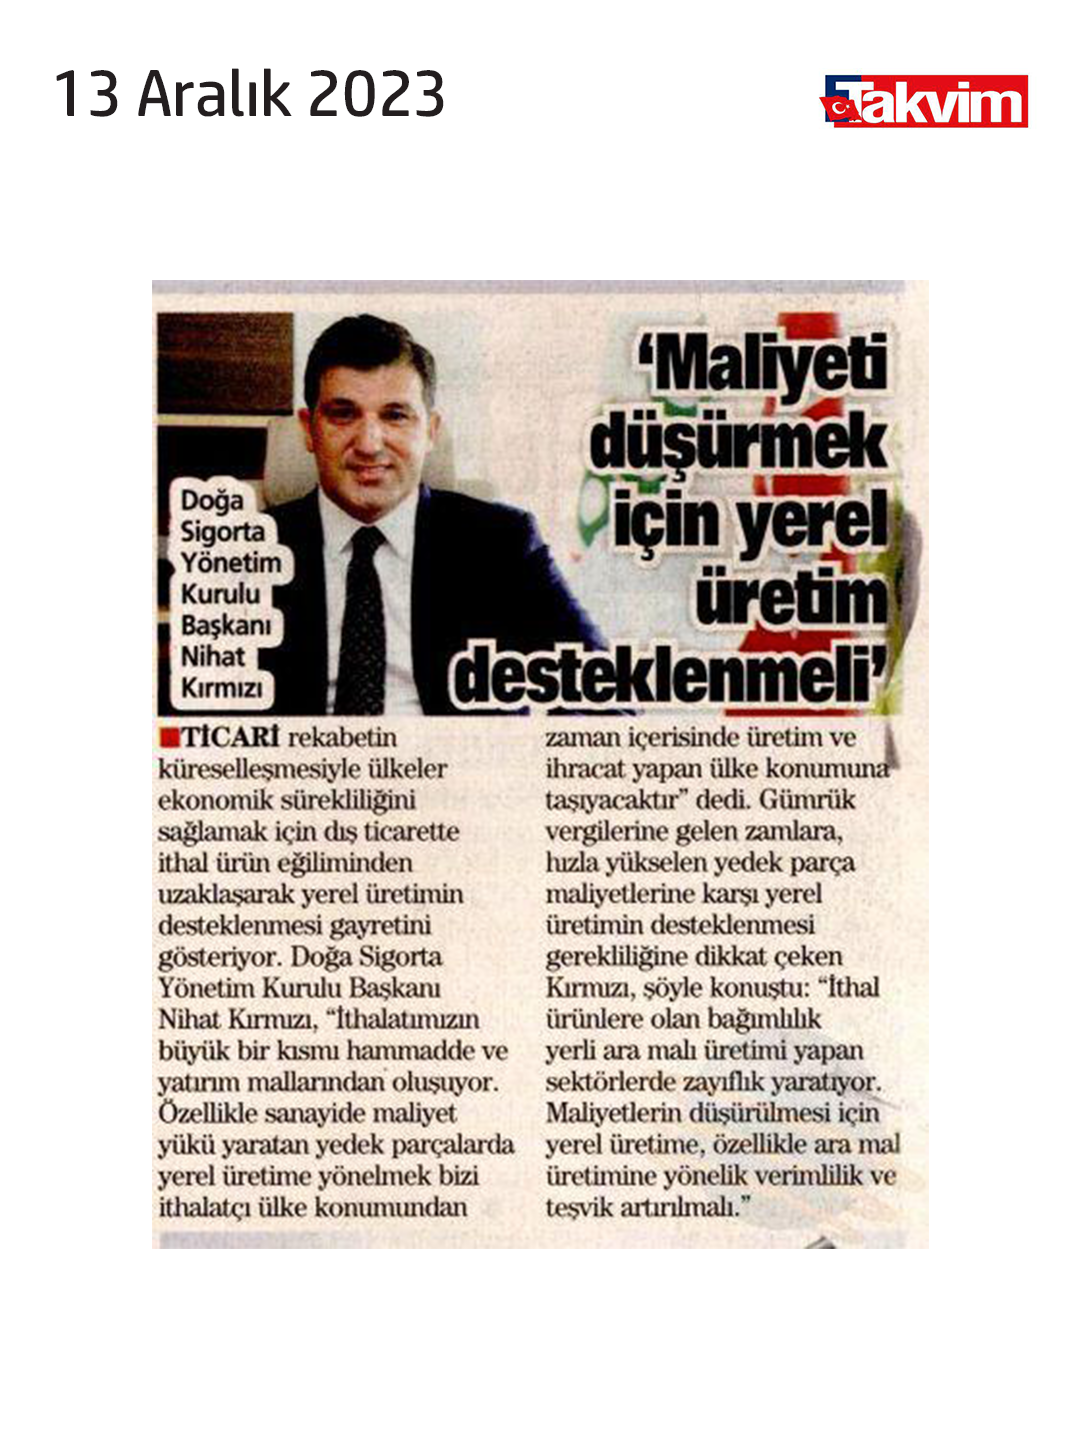 13 Aralık 2023
Takvim
‘Maliyeti
düşürmek
için yerel
üretim
desteklenmeli’
Doğa
Sigorta
Yönetim
Kurulu
Başkanı
Nihat
Kırmızı
TİCARİ rekabetin
küreselleşmesiyle ülkeler
ekonomik sürekliliğini
sağlamak için dış ticarette
ithal ürün eğiliminden
uzaklaşarak yerel üretimin
desteklenmesi gayretini
gösteriyor. Doğa Sigorta
Yönetim Kurulu Başkanı
Nihat Kırmızı, “İthalatımızın
büyük bir kısmı hammadde ve
yatırım mallarından oluşuyor.
Özellikle sanayide maliyet
yükü yaratan yedek parçalarda
yerel üretime yönelmek bizi
ithalatçı ülke konumundan
zaman içerisinde üretim ve
ihracat yapan ülke konumuna
taşıyacaktır” dedi. Gümrük
vergilerine gelen zamlara,
hızla yükselen yedek parça
maliyetlerine karşı yerel
üretimin desteklenmesi
gerekliliğine dikkat çeken
Kırmızı, şöyle konuştu: “İthal
ürünlere olan bağımlılık
yerli ara malı üretimi yapan
sektörlerde zayıflık yaratıyor.
Maliyetlerin düşürülmesi için
yerel üretime, özellikle ara mal
üretimine yönelik verimlilik ve
teşvik artırılmalı.”